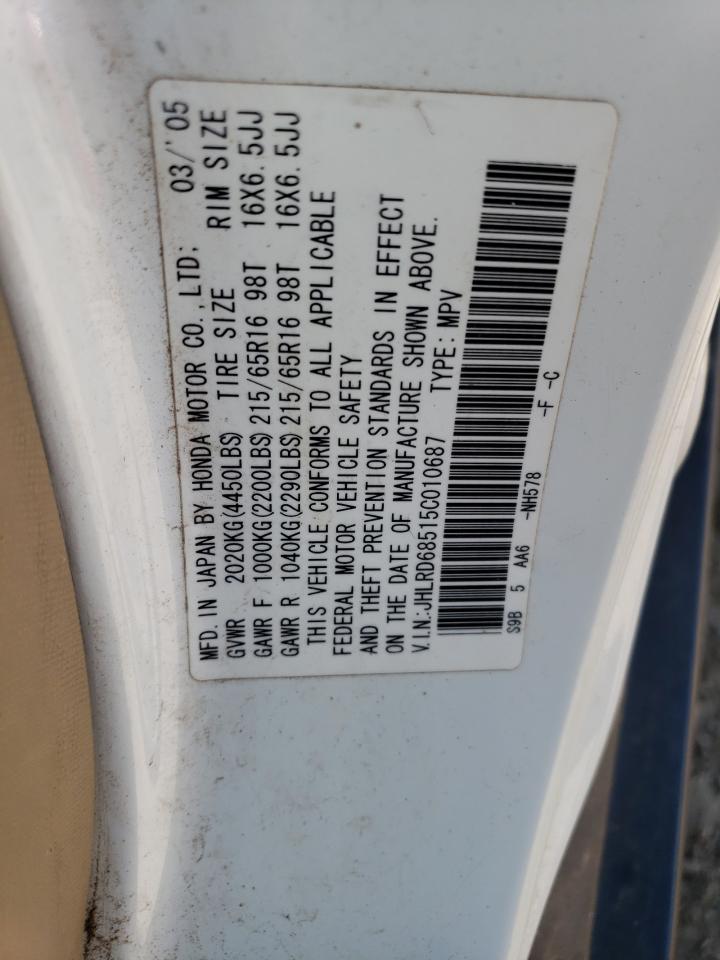 MFD. IN JAPAN BY HONDA MOTOR CO., LTD; 03/'05
GVWR 2020KG(4450LBS) TIRE SIZE RIM SIZE
GAWR F 1000KG(2200LBS) 215/65R16 98T 16X6.5JJ
GAWR R 1040KG(2290LBS) 215/65R16 98T 16X6.5JJ
THIS VEHICLE CONFORMS TO ALL APPLICABLE
FEDERAL MOTOR VEHICLE SAFETY
AND THEFT PREVENTION STANDARDS IN EFFECT
ON THE DATE OF MANUFACTURE SHOWN ABOVE.
V.I.N.:JHLRD68515C010687 TYPE:MPV
S9B 5 AA6 -NH578 -F -C